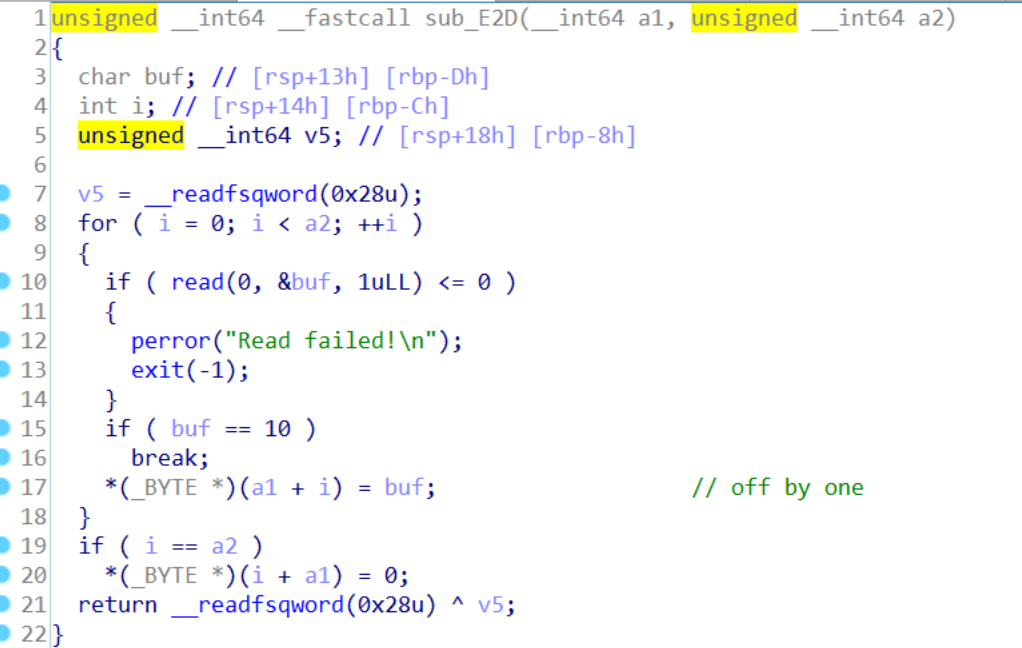 1 unsigned __int64 __fastcall sub_E2D(__int64 a1, unsigned __int64 a2)
2 {
3   char buf; // [rsp+13h] [rbp-Dh]
4   int i; // [rsp+14h] [rbp-Ch]
5   unsigned __int64 v5; // [rsp+18h] [rbp-8h]
6
7   v5 = __readfsqword(0x28u);
8   for ( i = 0; i < a2; ++i )
9   {
10     if ( read(0, &buf, 1uLL) <= 0 )
11     {
12       perror("Read failed!\n");
13       exit(-1);
14     }
15     if ( buf == 10 )
16       break;
17     *(_BYTE *)(a1 + i) = buf;                    // off by one
18   }
19   if ( i == a2 )
20     *(_BYTE *)(i + a1) = 0;
21   return __readfsqword(0x28u) ^ v5;
22 }